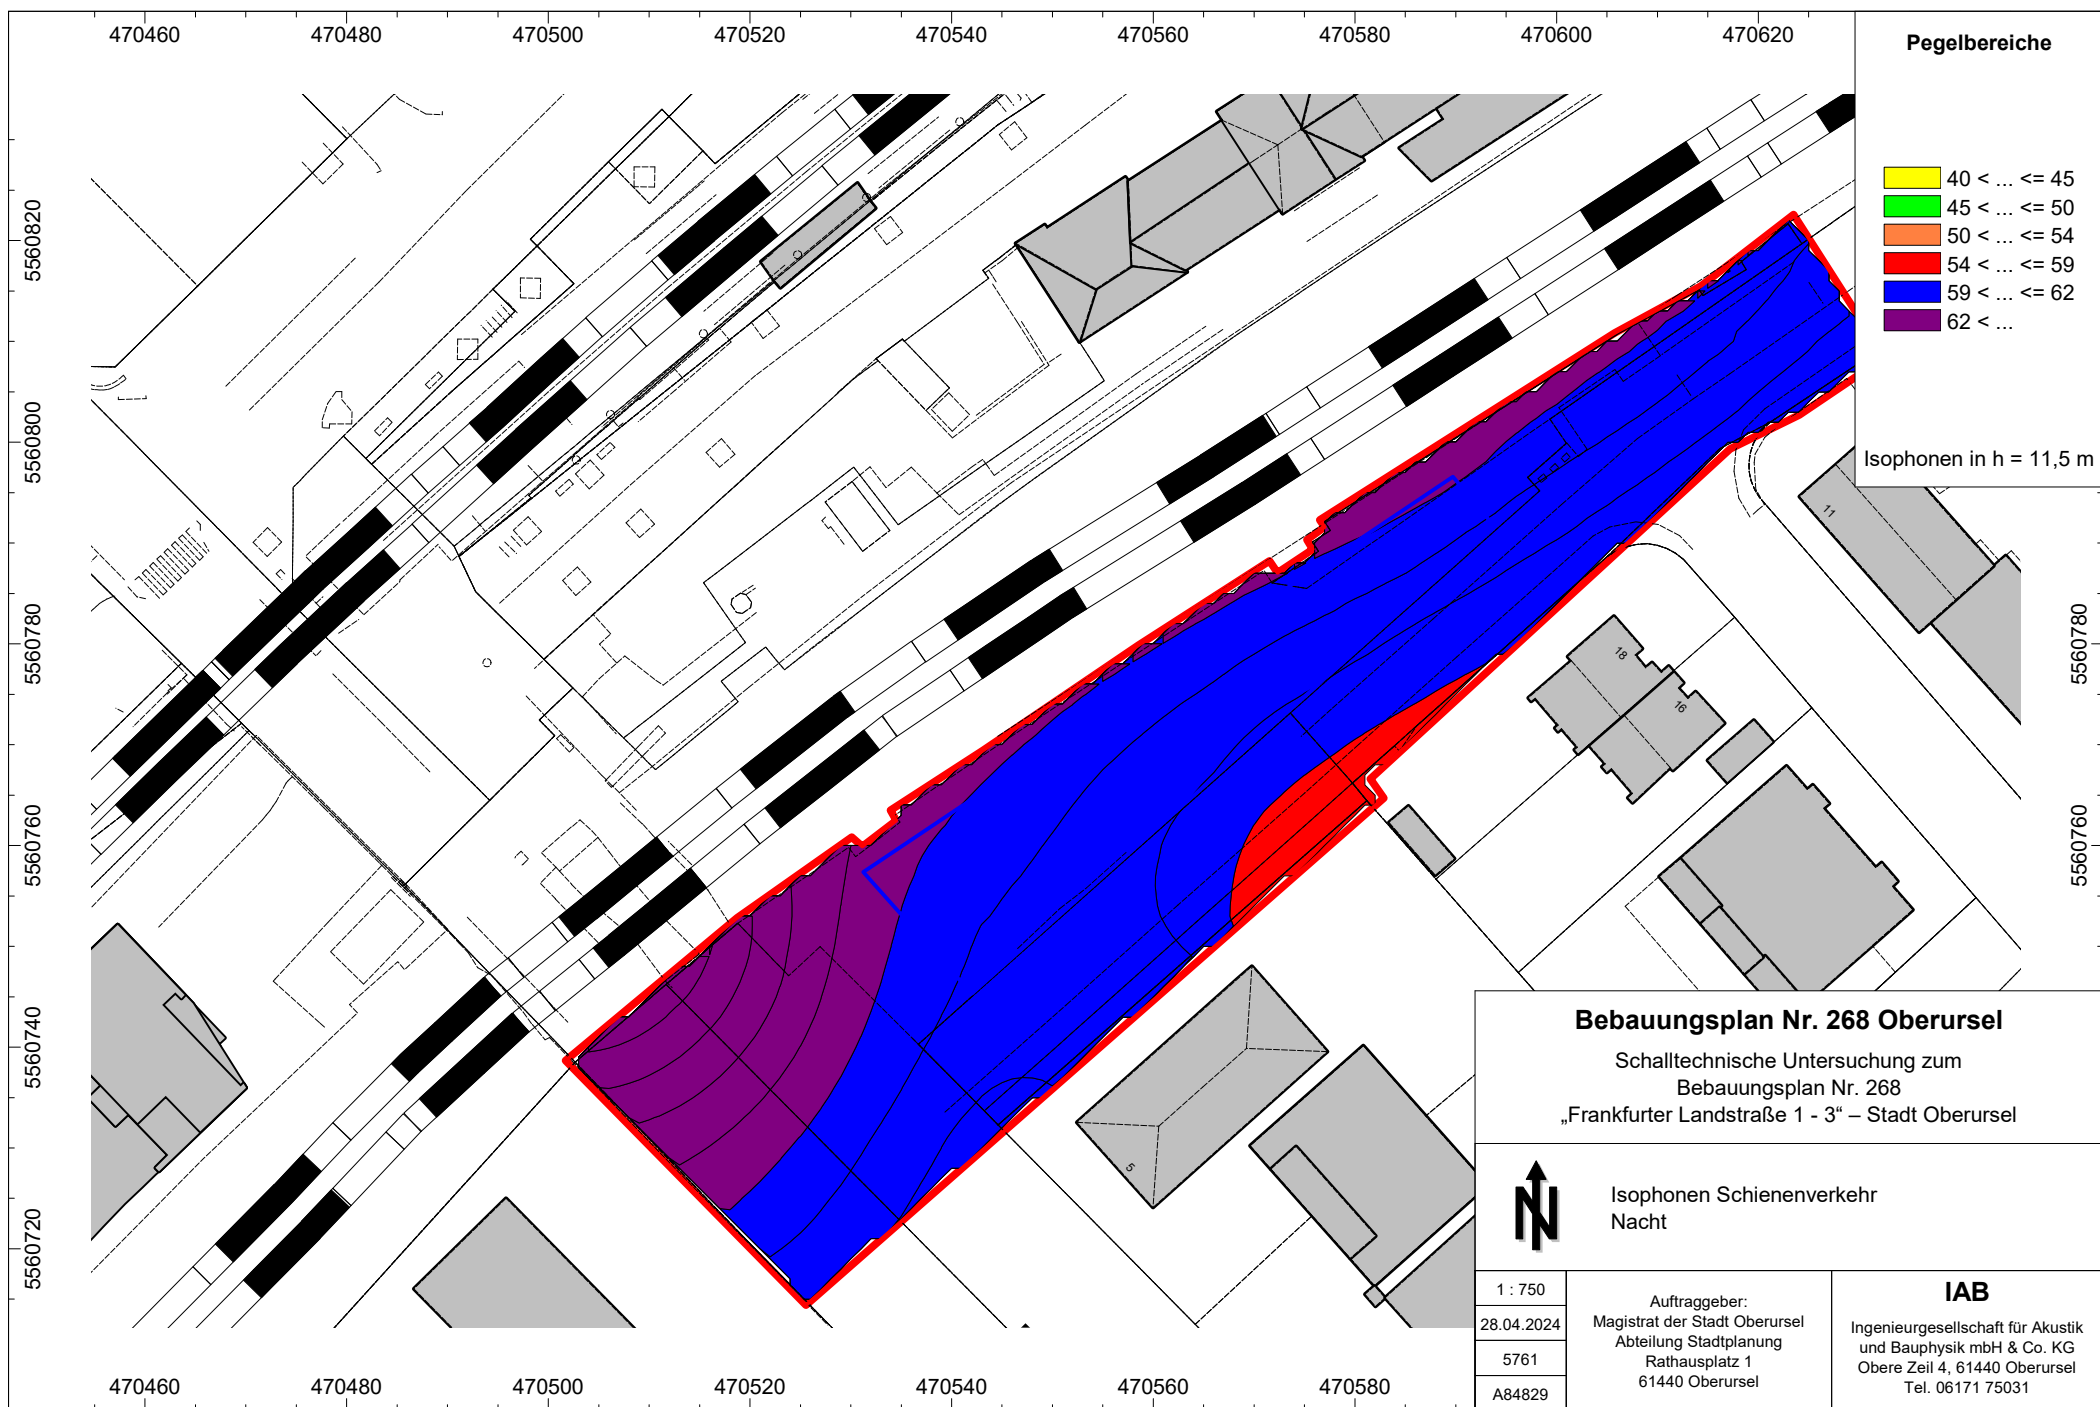 470460 470480 470500 470520 470540 470560 470580 470600 470620
Pegelbereiche
40 < ... <= 45
45 < ... <= 50
50 < ... <= 54
54 < ... <= 59
59 < ... <= 62
62 < ...
Isophonen in h = 11,5 m
5560820
5560800
5560780
5560760
5560740
5560720
5560780
5560760
11
18
16
5
Bebauungsplan Nr. 268 Oberursel
Schalltechnische Untersuchung zum
Bebauungsplan Nr. 268
„Frankfurter Landstraße 1 - 3“ – Stadt Oberursel
N
Isophonen Schienenverkehr
Nacht
1 : 750
28.04.2024
5761
A84829
Auftraggeber:
Magistrat der Stadt Oberursel
Abteilung Stadtplanung
Rathausplatz 1
61440 Oberursel
IAB
Ingenieurgesellschaft für Akustik
und Bauphysik mbH & Co. KG
Obere Zeil 4, 61440 Oberursel
Tel. 06171 75031
470460 470480 470500 470520 470540 470560 470580